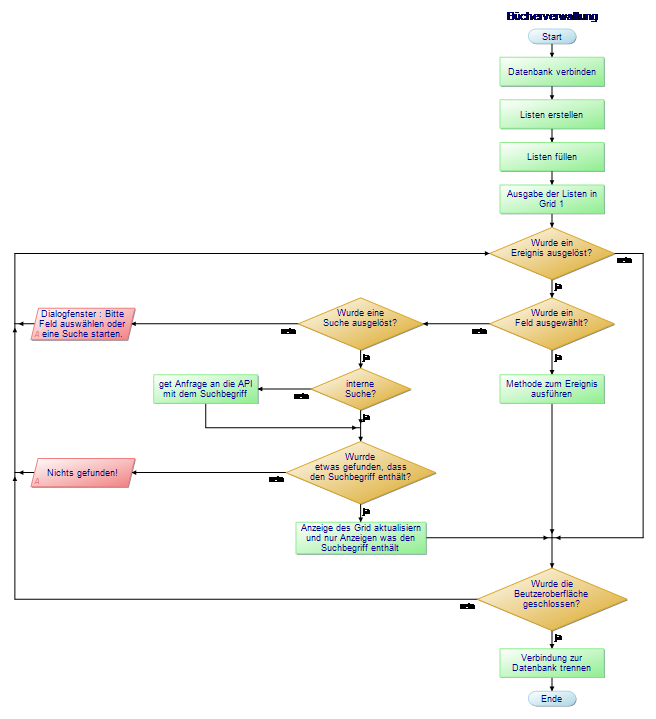 Bücherverwaltung
Start
Datenbank verbinden
Listen erstellen
Listen füllen
Ausgabe der Listen in
Grid 1
Wurde ein
Ereignis ausgelöst?
nein
ja
Dialogfenster : Bitte
Feld auswählen oder
eine Suche starten.
A
nein
Wurde eine
Suche ausgelöst?
nein
Wurde ein
Feld ausgewählt?
ja
ja
get Anfrage an die API
mit dem Suchbegriff
nein
interne
Suche?
Methode zum Ereignis
ausführen
ja
Nichts gefunden!
A
nein
Wurrde
etwas gefunden, dass
den Suchbegriff enthält?
ja
Anzeige des Grid aktualisiern
und nur Anzeigen was den
Suchbegriff enthält
Wurde die
Beutzeroberfläche
geschlossen?
nein
ja
Verbindung zur
Datenbank trennen
Ende